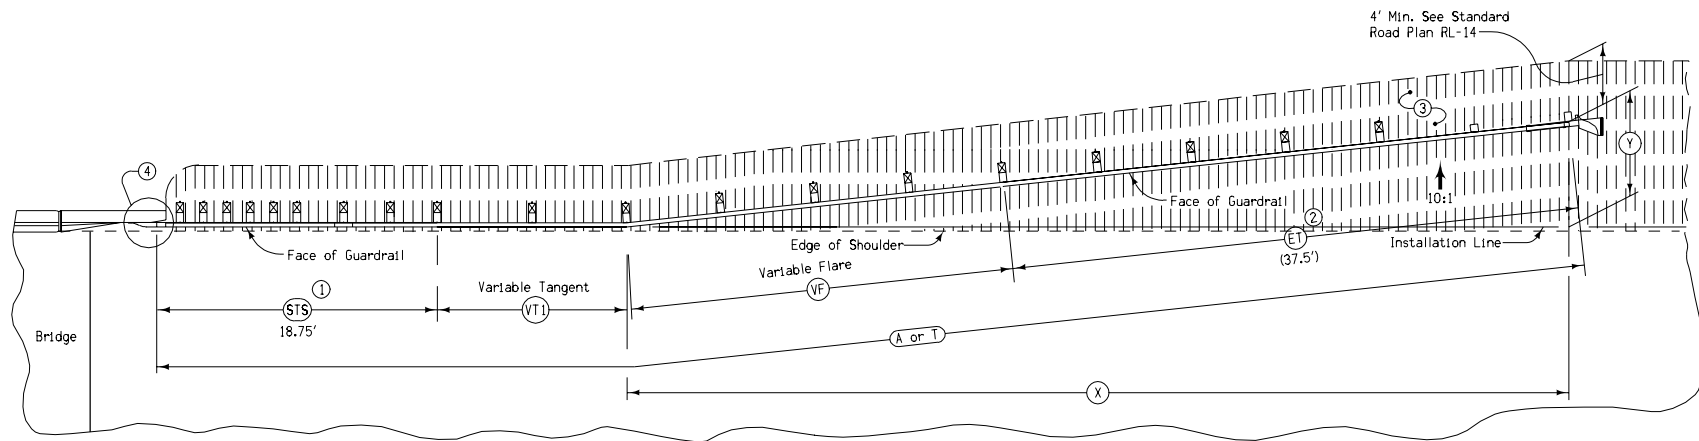 4' Min. See Standard
Road Plan RL-14
3
4
Y
10:1
Face of Guardrail
2
Edge of Shoulder
ET
Installation Line
(37.5')
Face of Guardrail
Variable Flare
1
Variable Tangent
VF
STS
VT1
18.75'
Bridge
A or T
X